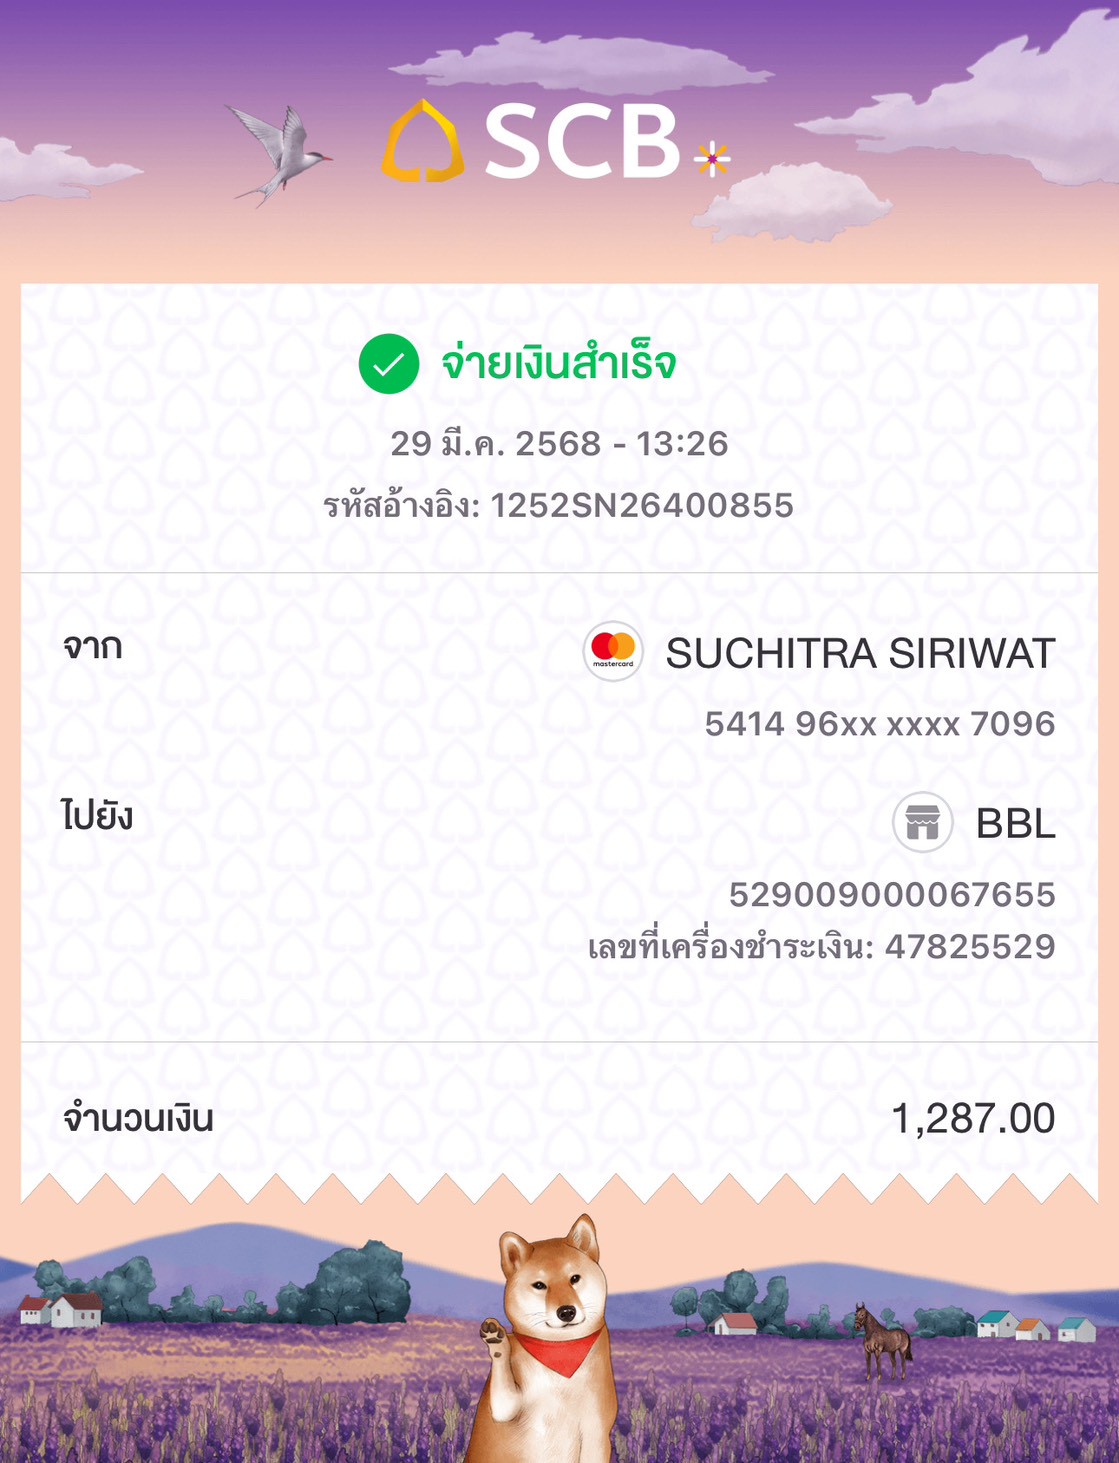 SCB
จ่ายเงินสำเร็จ
29 มี.ค. 2568 - 13:26
รหัสอ้างอิง: 1252SN26400855
จาก
mastercard
SUCHITRA SIRIWAT
5414 96xx xxxx 7096
ไปยัง
BBL
529009000067655
เลขที่เครื่องชำระเงิน: 47825529
จำนวนเงิน
1,287.00